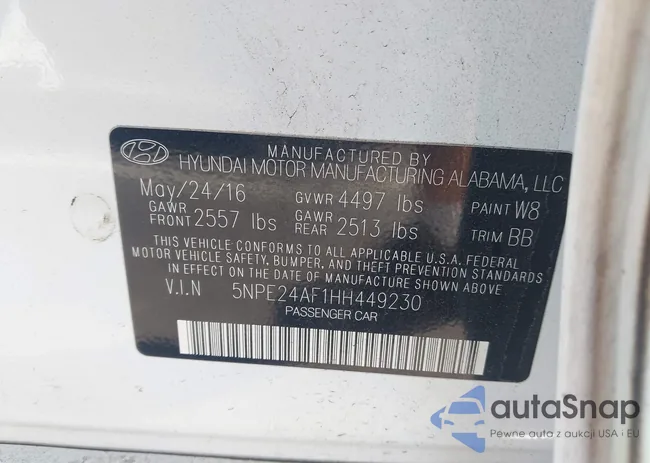 MANUFACTURED BY
HYUNDAI MOTOR MANUFACTURING ALABAMA, LLC
May/24/16 GVWR 4497 lbs PAINT W8
GAWR FRONT 2557 lbs GAWR REAR 2513 lbs TRIM BB
THIS VEHICLE CONFORMS TO ALL APPLICABLE U.S.A. FEDERAL
MOTOR VEHICLE SAFETY, BUMPER, AND THEFT PREVENTION STANDARDS
IN EFFECT ON THE DATE OF MANUFACTURE SHOWN ABOVE.
V.I.N 5NPE24AF1HH449230
PASSENGER CAR
autoSnap
Pewne auta z aukcji USA i EU